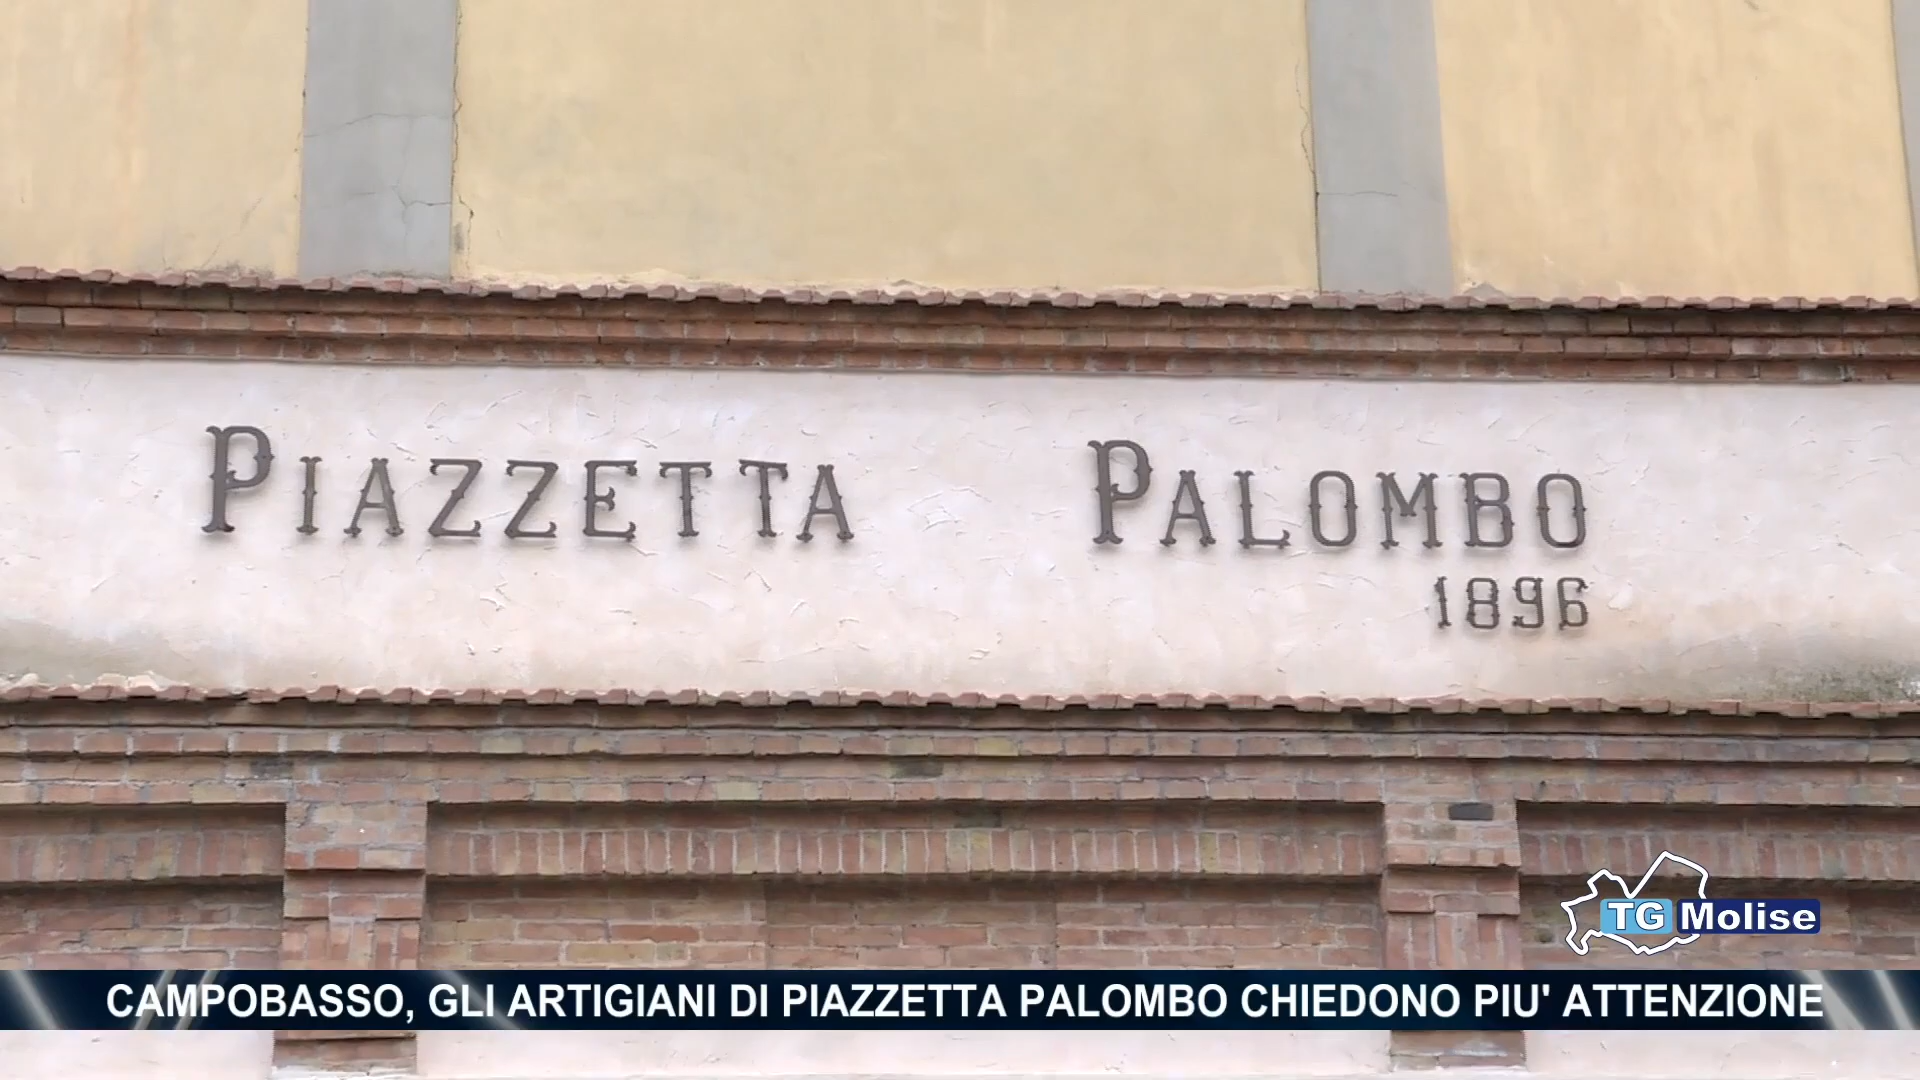 PIAZZETTA PALOMBO
1896
TG Molise
CAMPOBASSO, GLI ARTIGIANI DI PIAZZETTA PALOMBO CHIEDONO PIU' ATTENZIONE